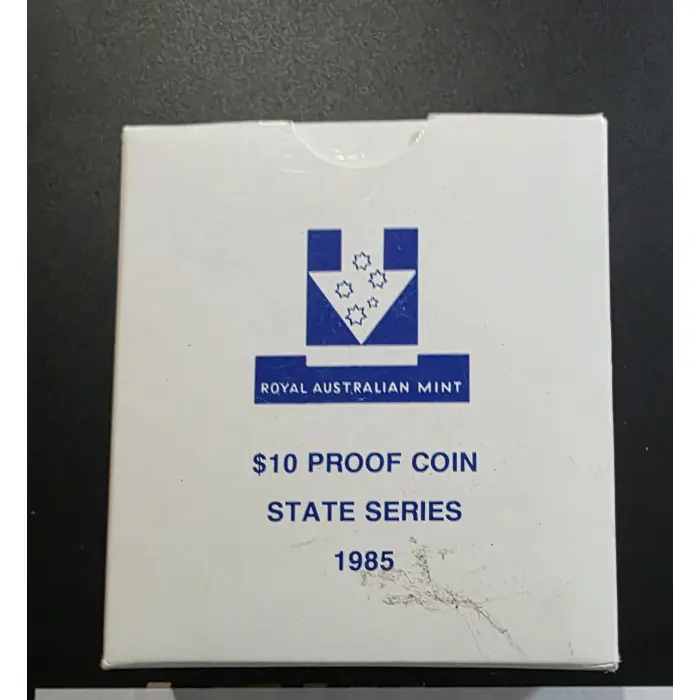 ROYAL AUSTRALIAN MINT
$10 PROOF COIN
STATE SERIES
1985